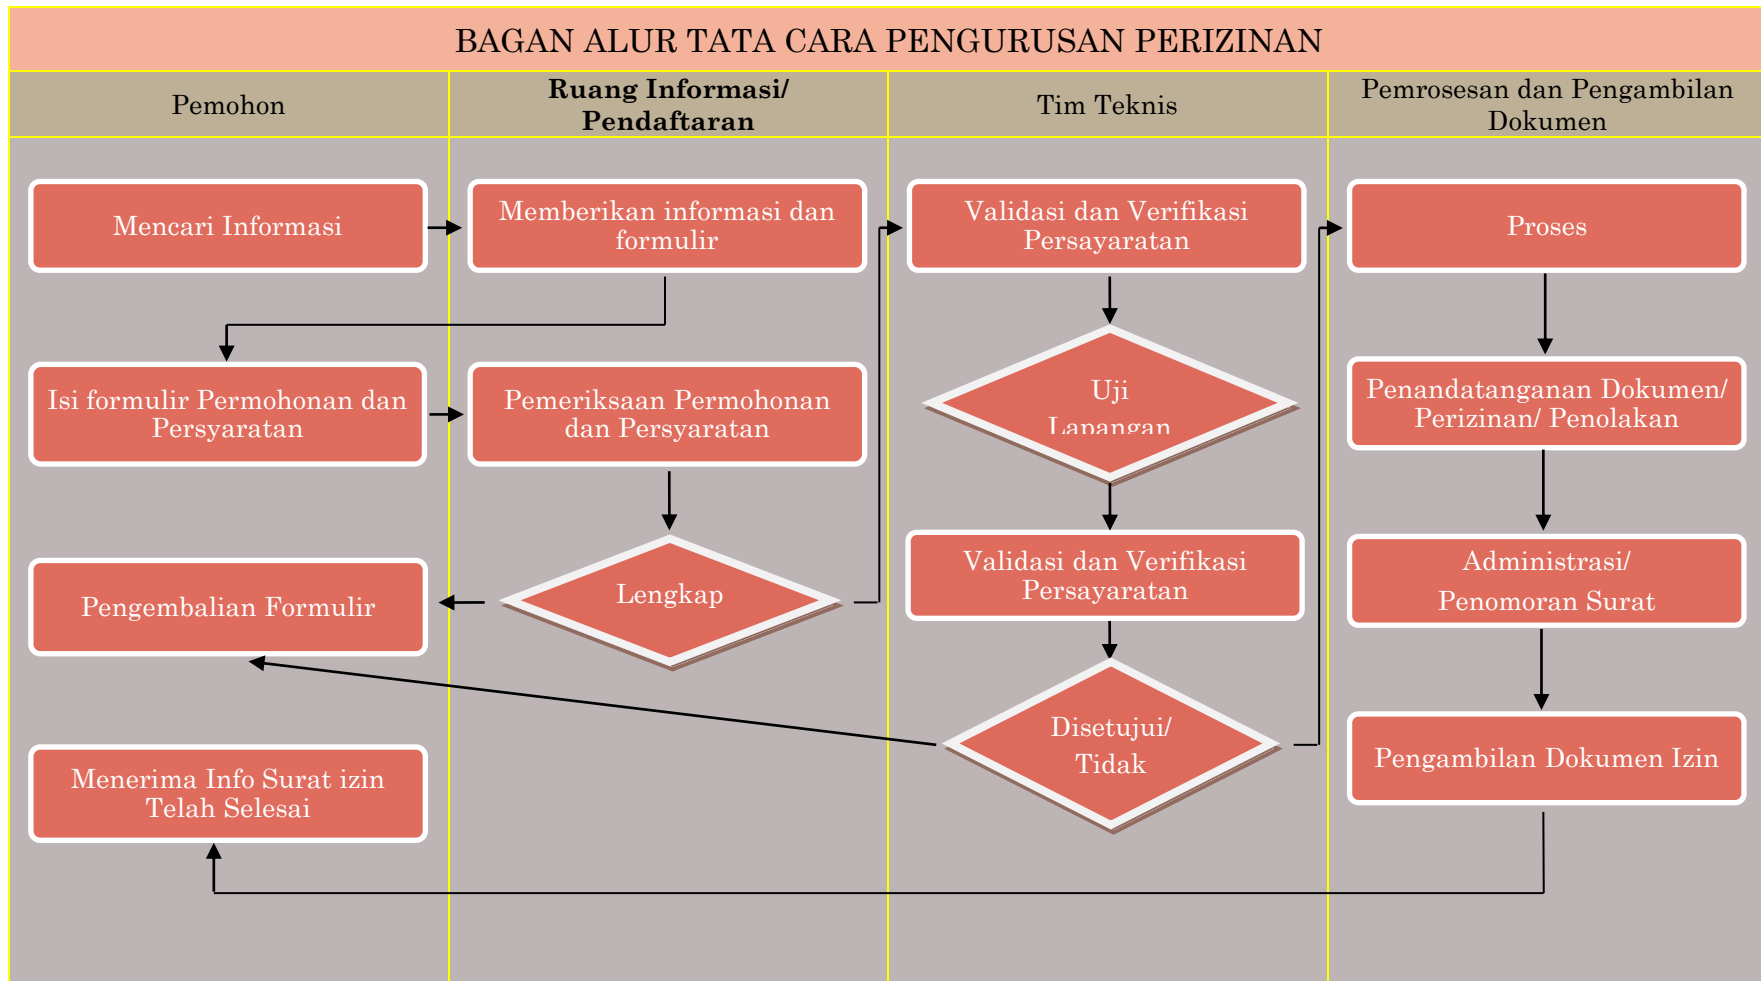 BAGAN ALUR TATA CARA PENGURUSAN PERIZINAN
Pemohon
Ruang Informasi/
Pendaftaran
Tim Teknis
Pemrosesan dan Pengambilan
Dokumen
Mencari Informasi
Memberikan informasi dan
formulir
Validasi dan Verifikasi
Persayaratan
Proses
Isi formulir Permohonan dan
Persyaratan
Pemeriksaan Permohonan
dan Persyaratan
Uji
Lapangan
Penandatanganan Dokumen/
Perizinan/ Penolakan
Pengembalian Formulir
Lengkap
Validasi dan Verifikasi
Persayaratan
Administrasi/
Penomoran Surat
Menerima Info Surat izin
Telah Selesai
Disetujui/
Tidak
Pengambilan Dokumen Izin